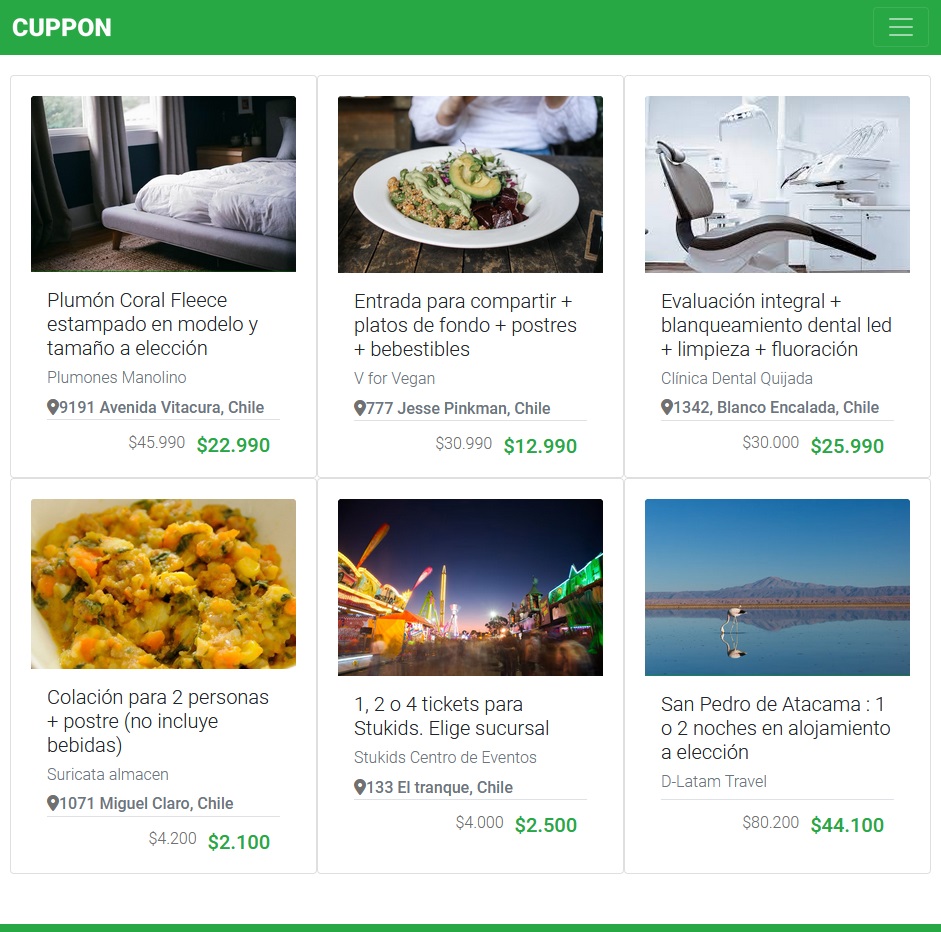 CUPPON
Plumón Coral Fleece
estampado en modelo y
tamaño a elección
Plumones Manolino
9191 Avenida Vitacura, Chile
$45.990 $22.990
Entrada para compartir +
platos de fondo + postres
+ bebestibles
V for Vegan
777 Jesse Pinkman, Chile
$30.990 $12.990
Evaluación integral +
blanqueamiento dental led
+ limpieza + fluoración
Clínica Dental Quijada
1342, Blanco Encalada, Chile
$30.000 $25.990
Colación para 2 personas
+ postre (no incluye
bebidas)
Suricata almacen
1071 Miguel Claro, Chile
$4.200 $2.100
1, 2 o 4 tickets para
Stukids. Elige sucursal
Stukids Centro de Eventos
133 El tranque, Chile
$4.000 $2.500
San Pedro de Atacama : 1
o 2 noches en alojamiento
a elección
D-Latam Travel
$80.200 $44.100